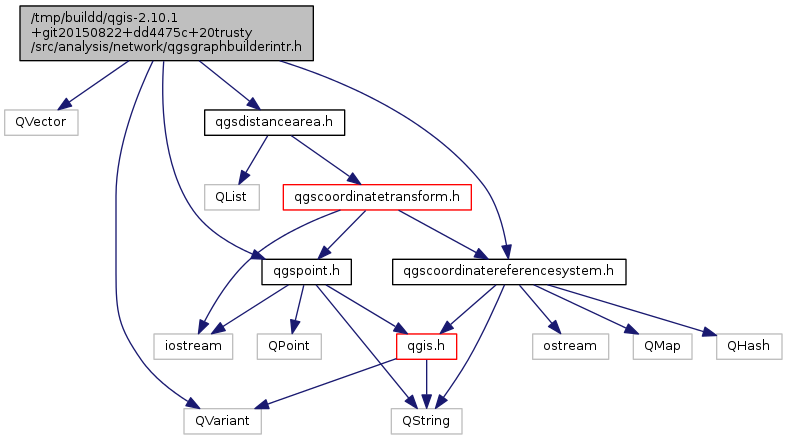 /tmp/buildd/qgis-2.10.1
+git20150822+dd4475c+20trusty
/src/analysis/network/qgsgraphbuilderintr.h
QVector
qgsdistancearea.h
QList
qgscoordinatetransform.h
qgspoint.h
qgscoordinatereferencesystem.h
iostream
QPoint
qgis.h
ostream
QMap
QHash
QVariant
QString